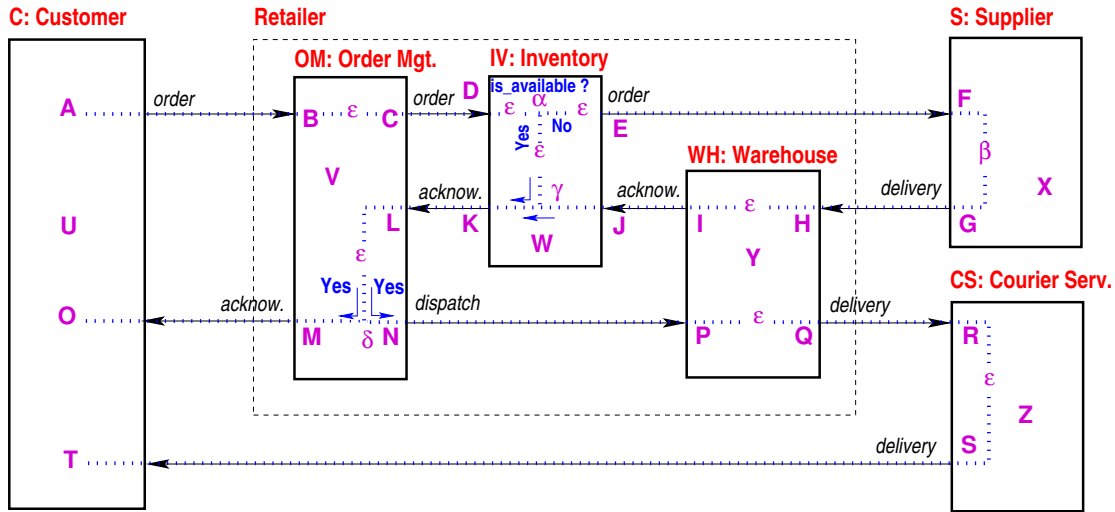 C: Customer
Retailer
S: Supplier
OM: Order Mgt.
IV: Inventory
D
is_available ?
A
order
B
ε
C
order
ε
α
ε
order
F
Yes
No
E
ε
β
WH: Warehouse
V
acknow.
γ
acknow.
delivery
X
U
L
K
W
J
I
ε
H
G
ε
Y
CS: Courier Serv.
Yes
Yes
O
acknow.
dispatch
ε
delivery
M
δ
N
P
Q
R
ε
Z
T
delivery
S